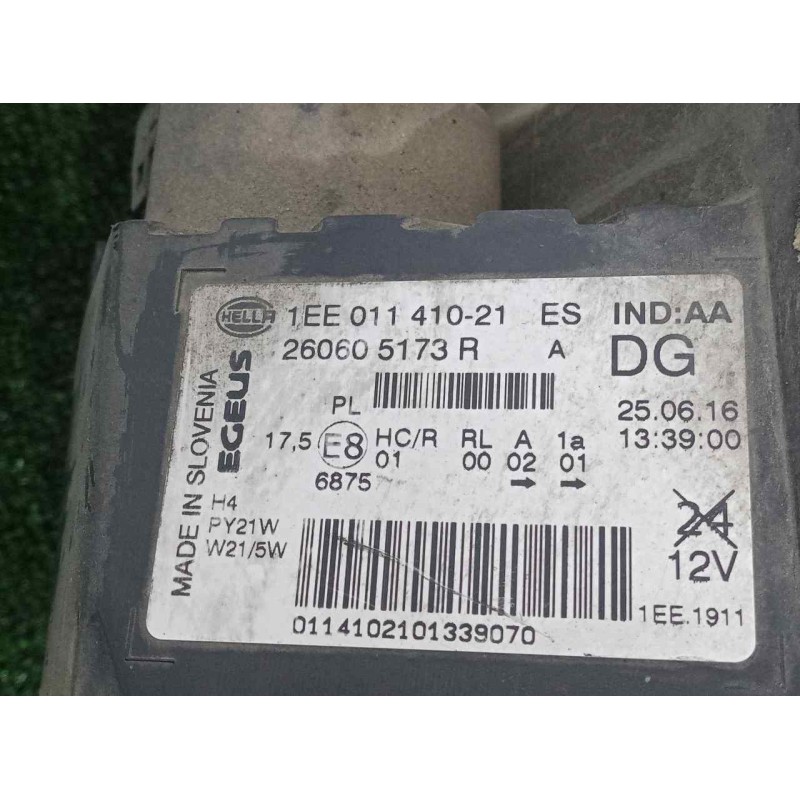 HELLA 1EE 011 410-21 ES IND:AA
26060 5173 R A DG
MADE IN SLOVENIA
EGEUS
PL
25.06.16
13:39:00
17,5 E8 HC/R RL A 1a
01 00 02 01
6875 → →
H4
PY21W
W21/5W
24
12V
1EE.1911
0114102101339070